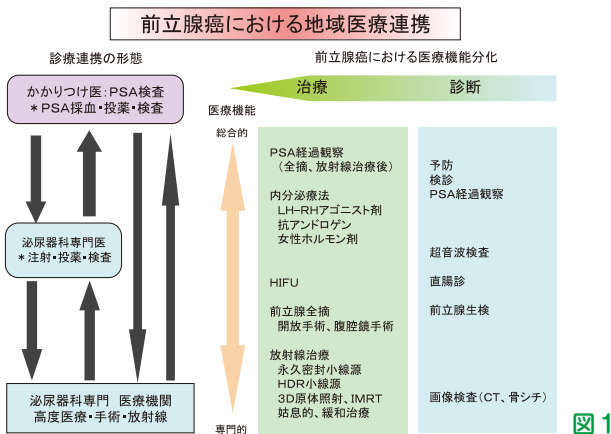 前立腺癌における地域医療連携
診療連携の形態
かかりつけ医：PSA検査
＊PSA採血・投薬・検査
泌尿器科専門医
＊注射・投薬・検査
泌尿器科専門 医療機関
高度医療・手術・放射線
前立腺癌における医療機能分化
治療
診断
医療機能
総合的
専門的
PSA経過観察
（全摘、放射線治療後）
内分泌療法
LH-RHアゴニスト剤
抗アンドロゲン
女性ホルモン剤
HIFU
前立腺全摘
開放手術、腹腔鏡手術
放射線治療
永久密封小線源
HDR小線源
3D原体照射、IMRT
姑息的、緩和治療
予防
検診
PSA経過観察
超音波検査
直腸診
前立腺生検
画像検査（CT、骨シチ）
図1